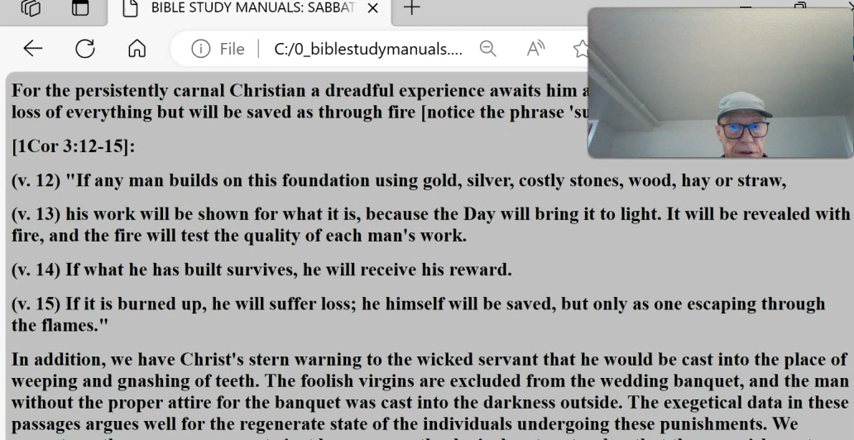 BIBLE STUDY MANUALS: SABBAT
File
C:/0_biblestudymanuals....
For the persistently carnal Christian a dreadful experience awaits him
loss of everything but will be saved as through fire [notice the phrase
[1Cor 3:12-15]:
(v. 12) "If any man builds on this foundation using gold, silver, costly stones, wood, hay or straw,
(v. 13) his work will be shown for what it is, because the Day will bring it to light. It will be revealed with
fire, and the fire will test the quality of each man's work.
(v. 14) If what he has built survives, he will receive his reward.
(v. 15) If it is burned up, he will suffer loss; he himself will be saved, but only as one escaping through
the flames."
In addition, we have Christ's stern warning to the wicked servant that he would be cast into the place of
weeping and gnashing of teeth. The foolish virgins are excluded from the wedding banquet, and the man
without the proper attire for the banquet was cast into the darkness outside. The exegetical data in these
passages argues well for the regenerate state of the individuals undergoing these punishments. We